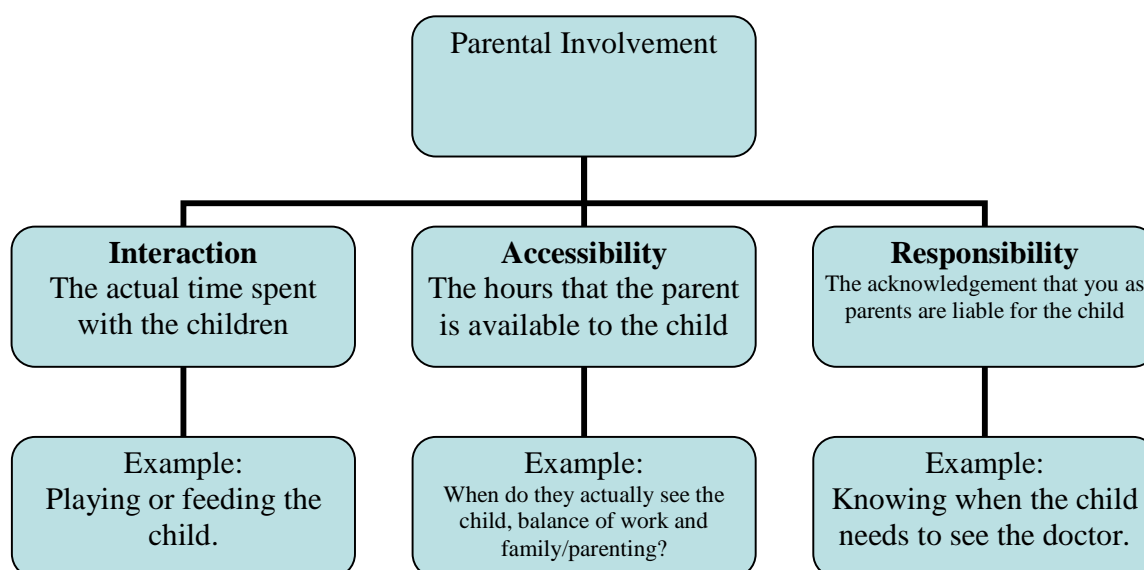 Parental Involvement
Interaction
The actual time spent
with the children
Accessibility
The hours that the parent
is available to the child
Responsibility
The acknowledgement that you as
parents are liable for the child
Example:
Playing or feeding the
child.
Example:
When do they actually see the
child, balance of work and
family/parenting?
Example:
Knowing when the child
needs to see the doctor.